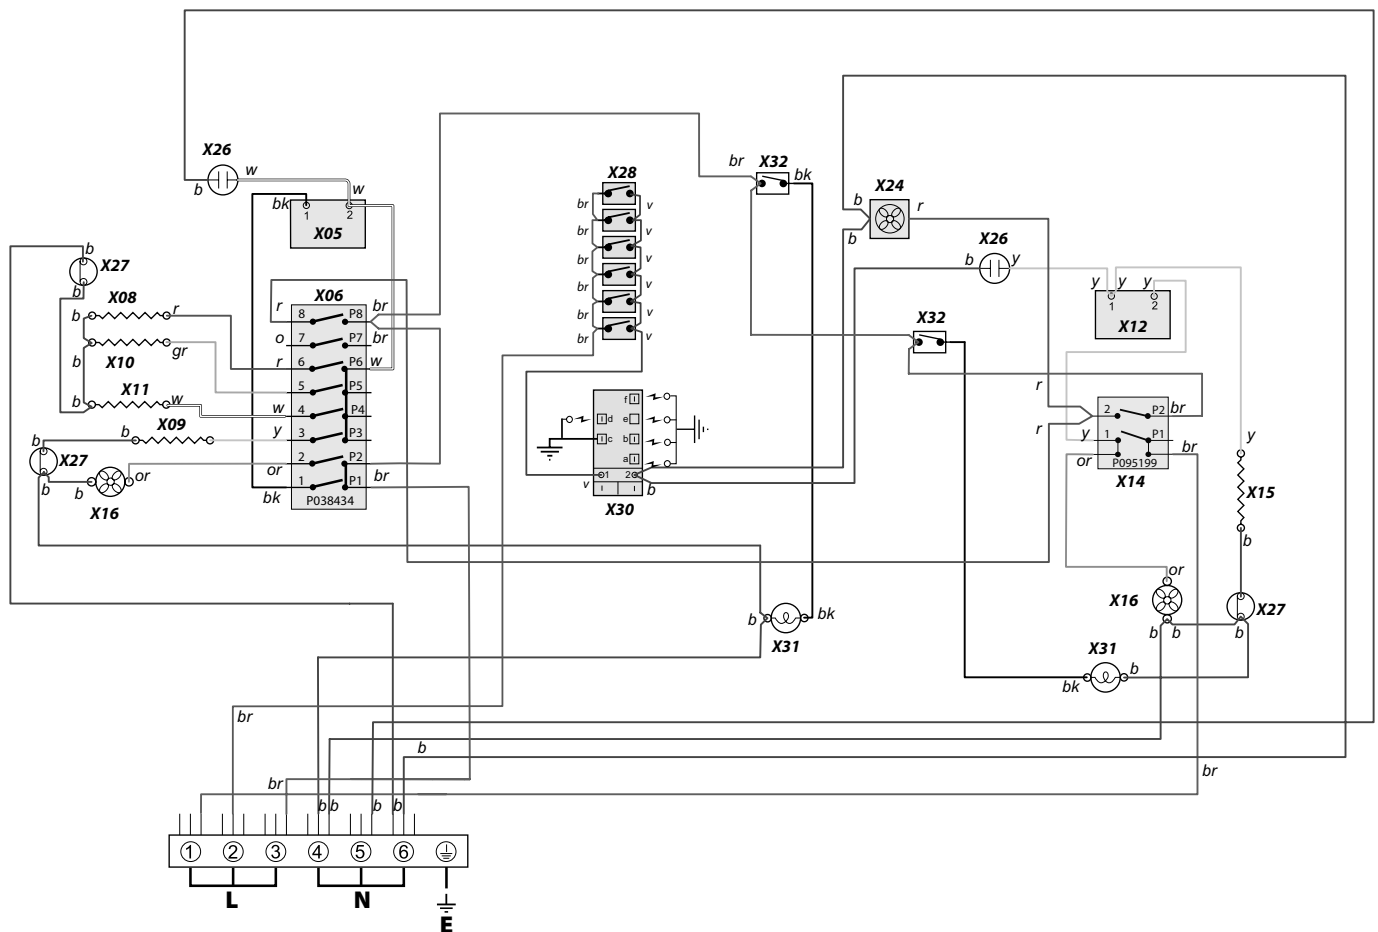 X26
w
b
w
bk
1
2
X05
X28
br
v
br
v
br
v
br
v
br
v
br
v
br
X32
bk
X24
b
r
b
X26
b
y
y
y
y
1
2
X12
b
X27
b
X08
b
r
X10
gr
b
X11
b
w
X09
b
b
X27
b
b
or
X16
X06
r
8
P8
br
o
7
P7
br
r
6
P6
w
5
P5
w
4
P4
y
3
P3
or
2
P2
bk
1
P1
br
P038434
f
d
e
c
b
a
1
2
v
b
X30
X32
r
r
2
P2
br
y
1
P1
br
or
P095199
X14
y
X15
b
or
X16
b
b
X27
b
X31
bk
b
b
bk
X31
br
b
br
br
b
b
b
b
1
2
3
4
5
6
L
N
E